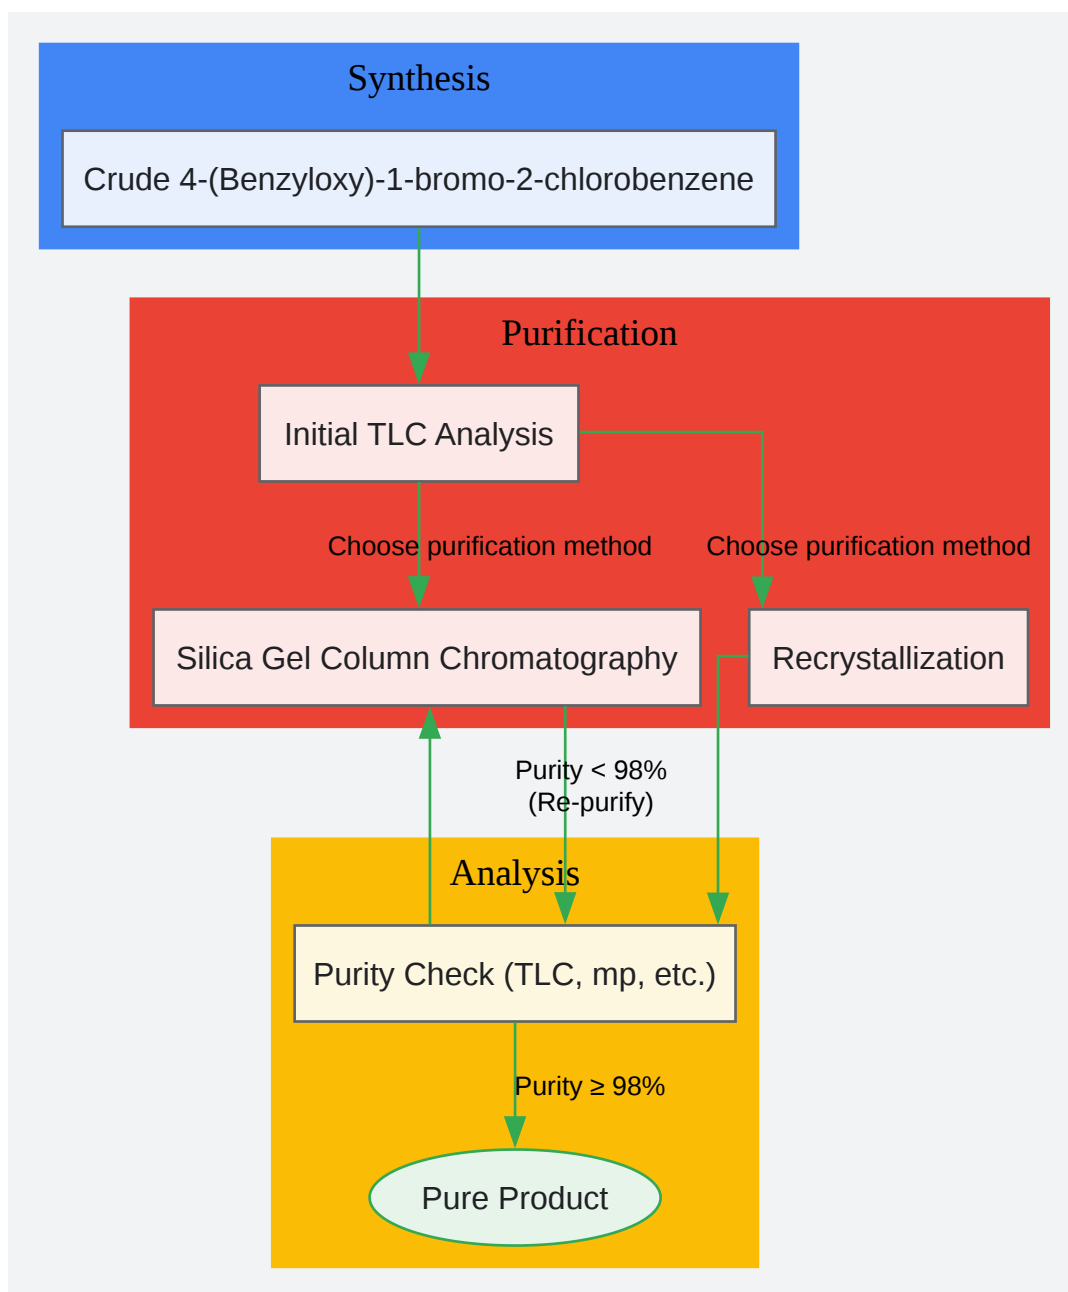 Synthesis
Crude 4-(Benzyloxy)-1-bromo-2-chlorobenzene
Purification
Initial TLC Analysis
Choose purification method
Choose purification method
Silica Gel Column Chromatography
Recrystallization
Purity < 98%
(Re-purify)
Analysis
Purity Check (TLC, mp, etc.)
Purity ≥ 98%
Pure Product